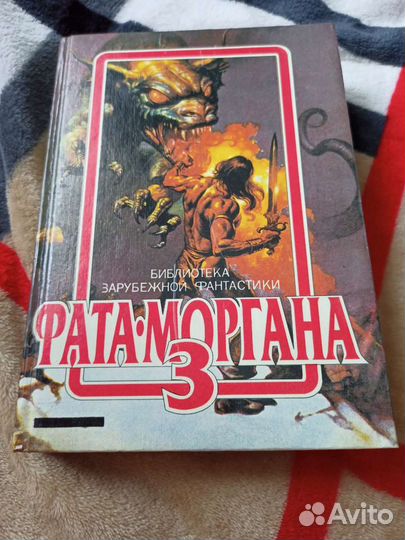 БИБЛИОТЕКА
ЗАРУБЕЖНОЙ ФАНТАСТИКИ
ФАТА·МОРГАНА
3
Avito